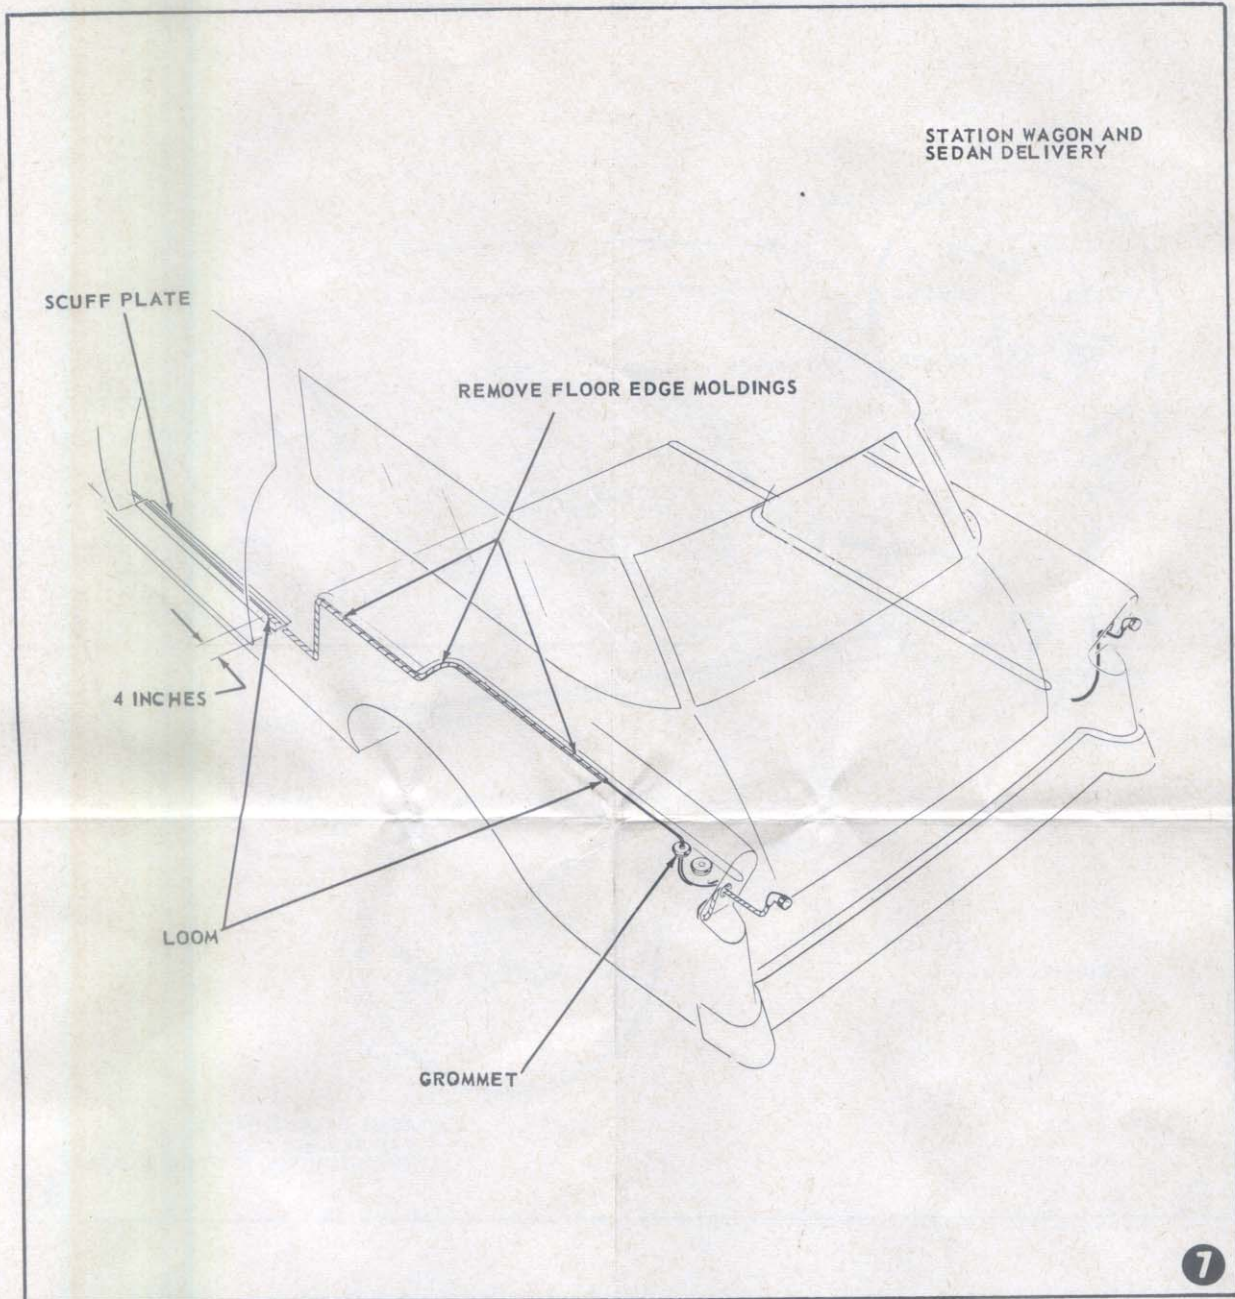 STATION WAGON AND
SEDAN DELIVERY
SCUFF PLATE
REMOVE FLOOR EDGE MOLDINGS
4 INCHES
LOOM
GROMMET
7